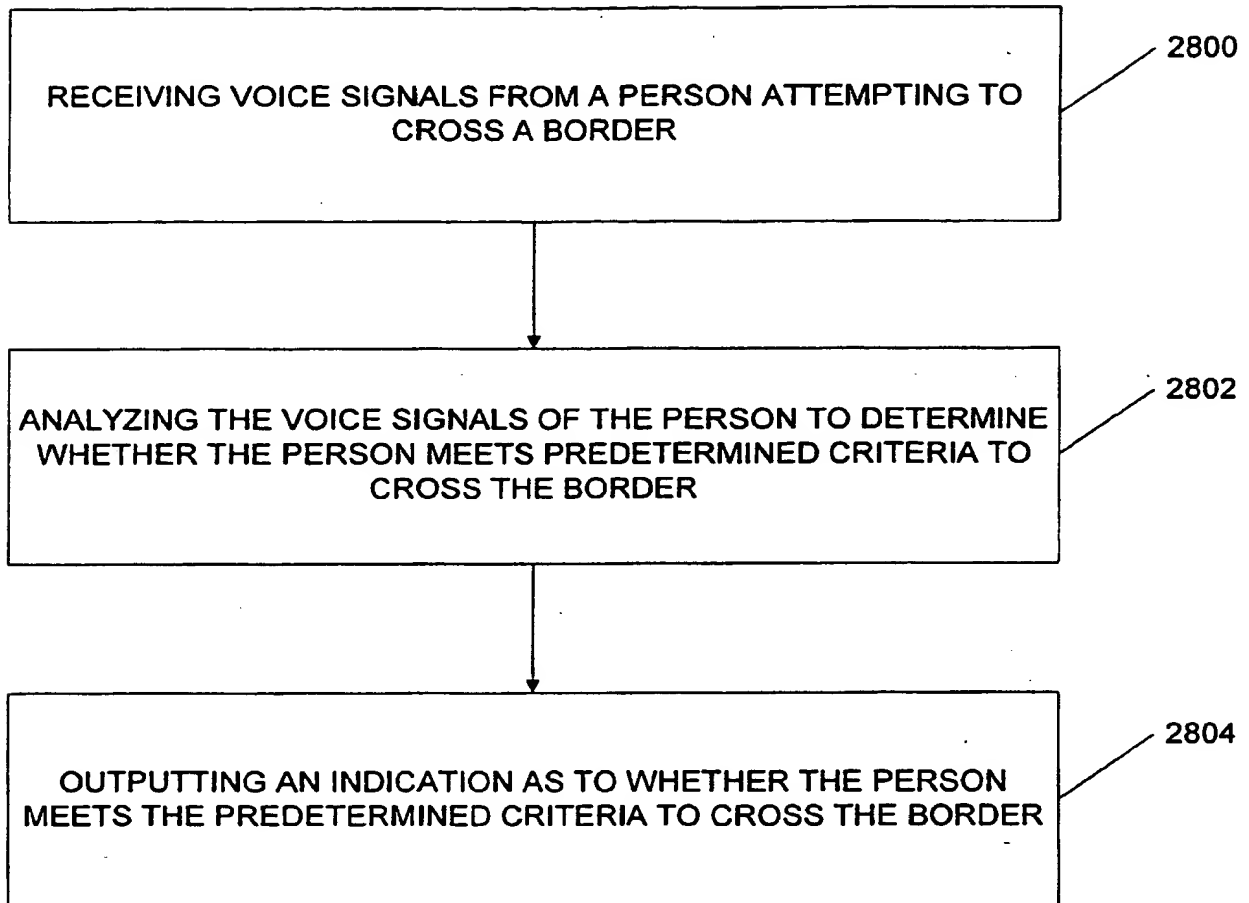 RECEIVING VOICE SIGNALS FROM A PERSON ATTEMPTING TO
CROSS A BORDER
2800
ANALYZING THE VOICE SIGNALS OF THE PERSON TO DETERMINE
WHETHER THE PERSON MEETS PREDETERMINED CRITERIA TO
CROSS THE BORDER
2802
OUTPUTTING AN INDICATION AS TO WHETHER THE PERSON
MEETS THE PREDETERMINED CRITERIA TO CROSS THE BORDER
2804